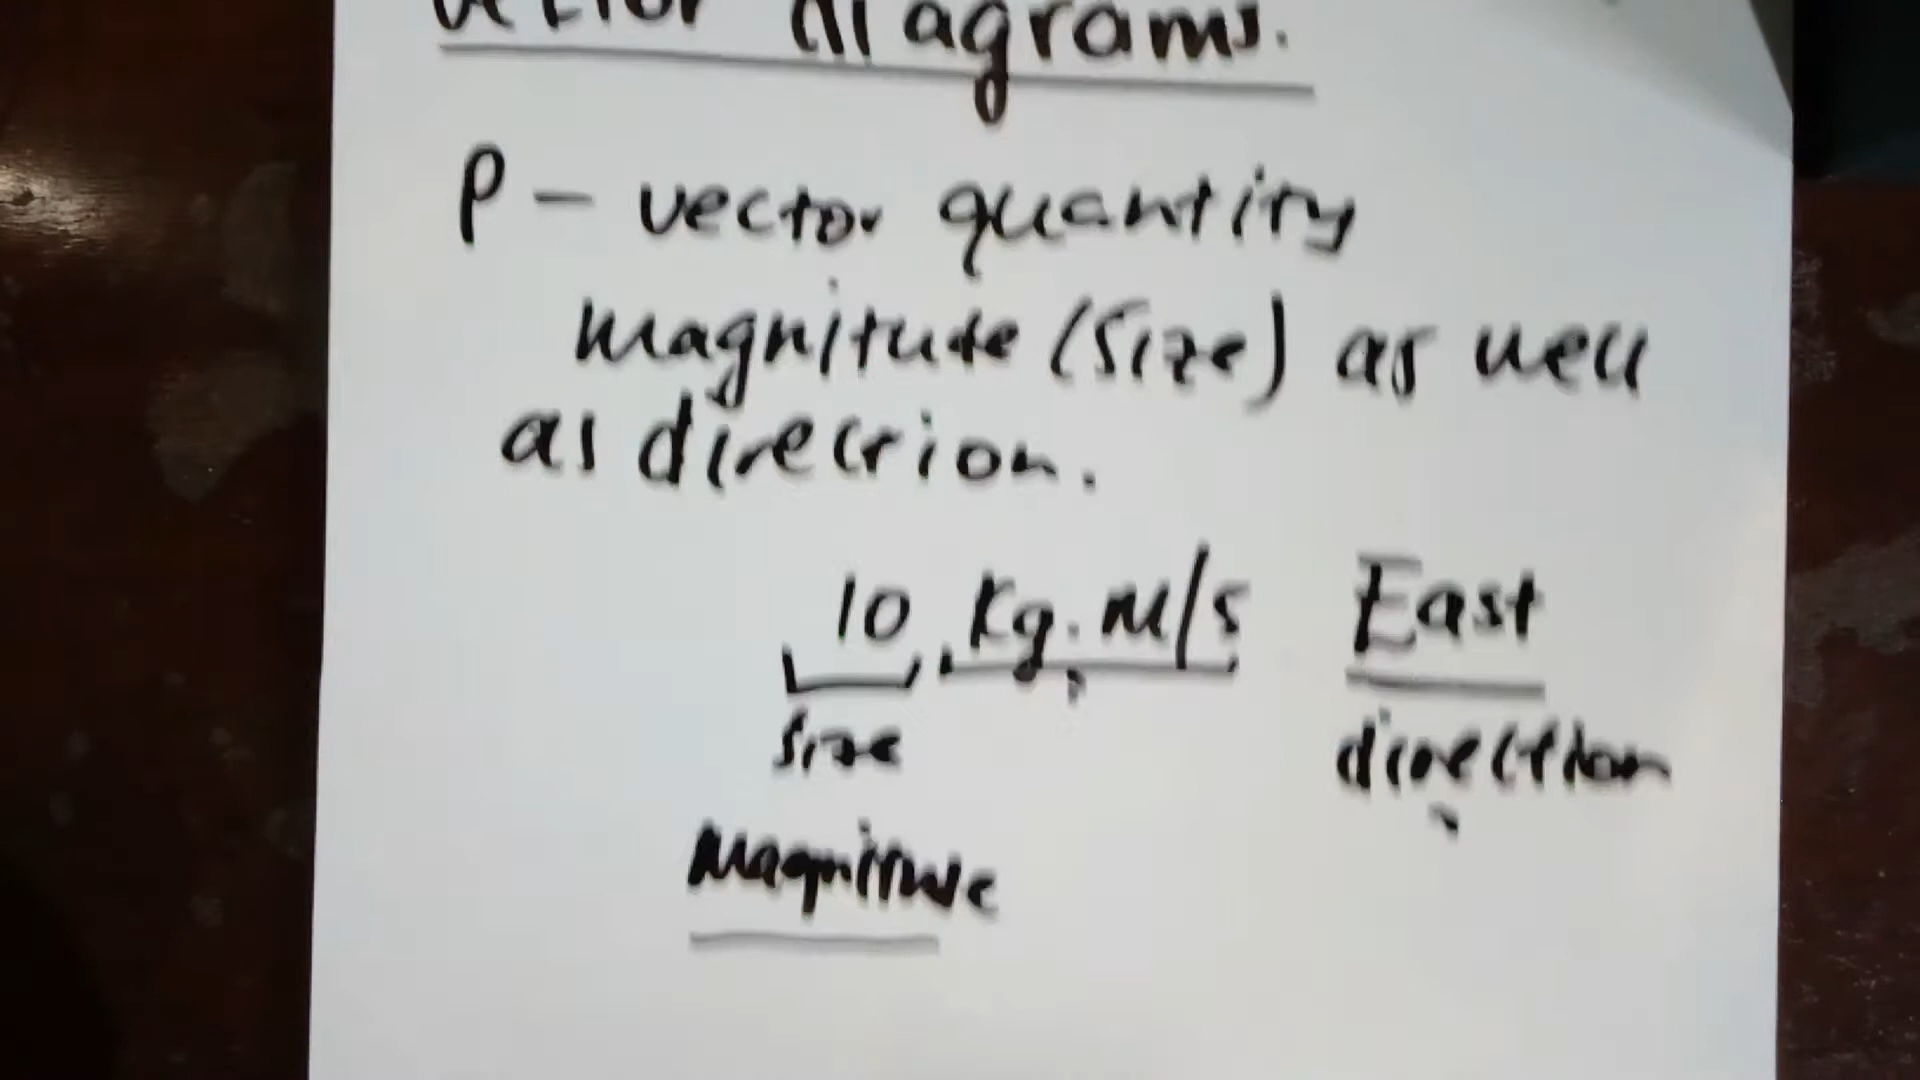 vector diagrams.
P - vector quantity
magnitude (size) as well
as direction.
10 Kg.m/s East
size direction
magnitude